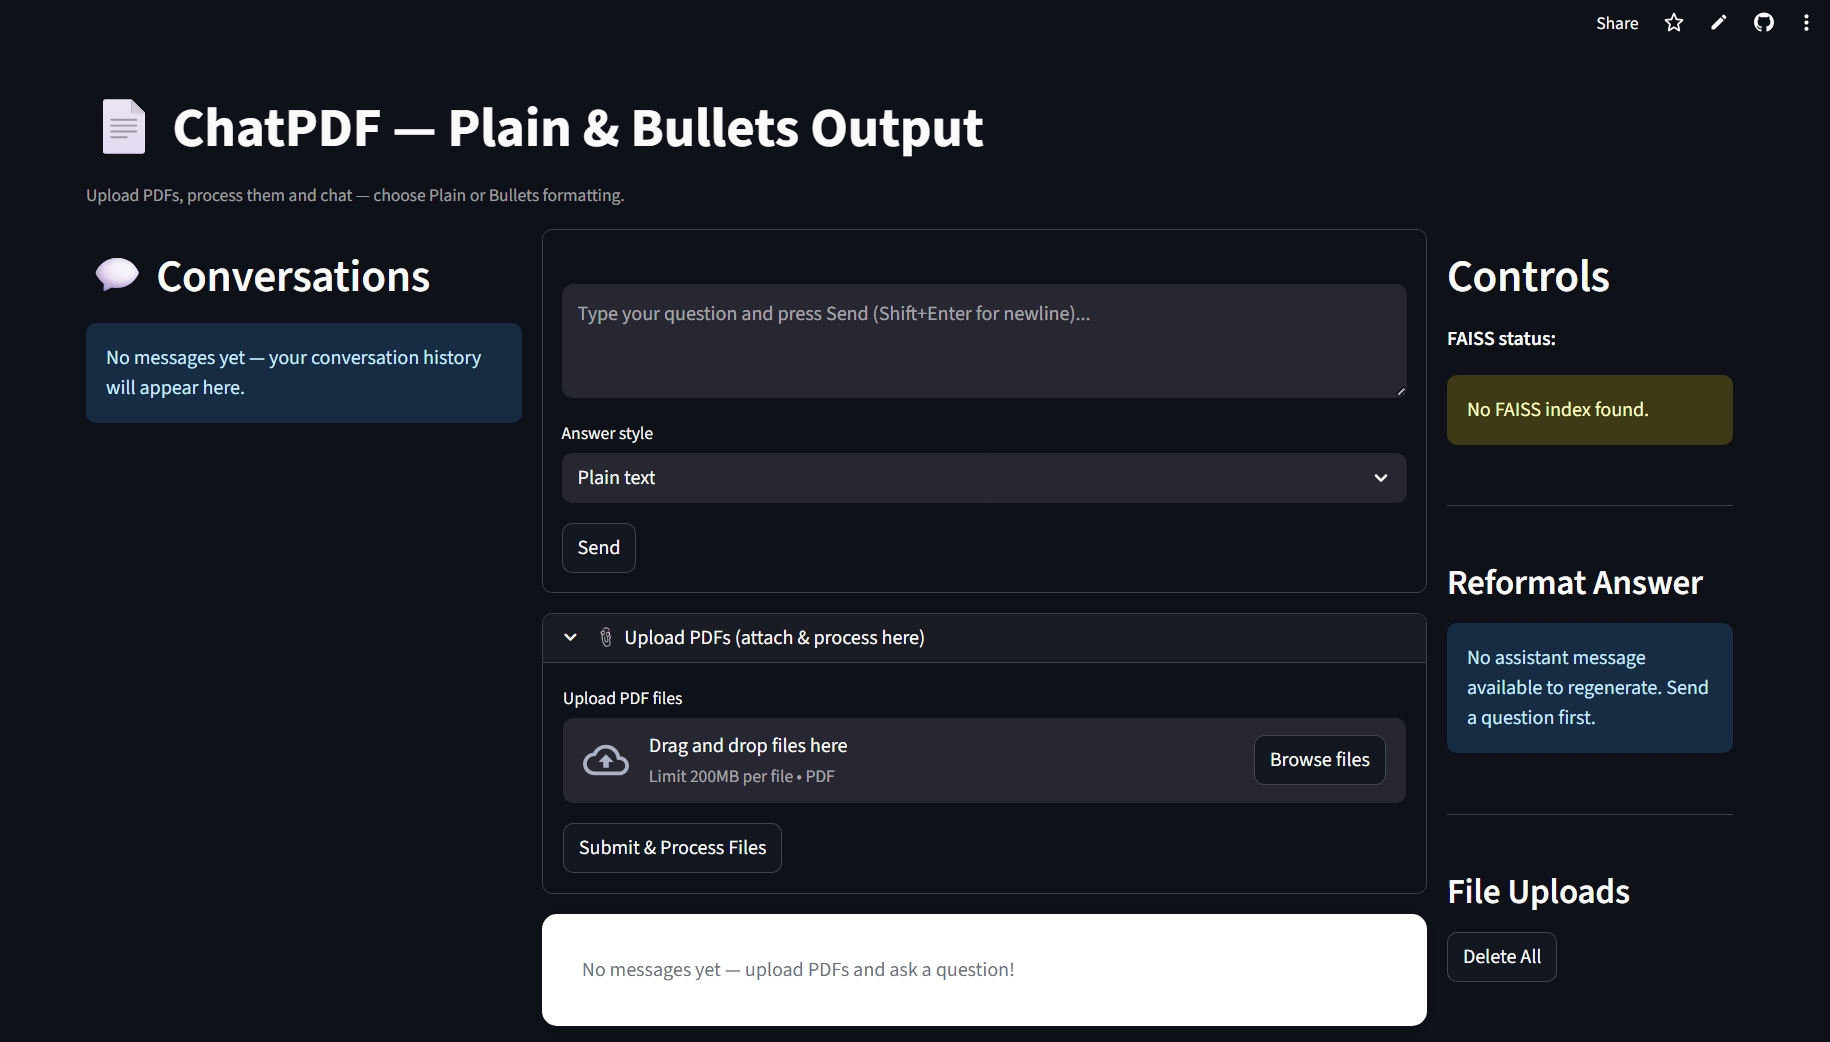 Share
ChatPDF — Plain & Bullets Output
Upload PDFs, process them and chat — choose Plain or Bullets formatting.
Conversations
No messages yet — your conversation history
will appear here.
Type your question and press Send (Shift+Enter for newline)...
Answer style
Plain text
Send
Upload PDFs (attach & process here)
Upload PDF files
Drag and drop files here
Limit 200MB per file • PDF
Browse files
Submit & Process Files
No messages yet — upload PDFs and ask a question!
Controls
FAISS status:
No FAISS index found.
Reformat Answer
No assistant message
available to regenerate. Send
a question first.
File Uploads
Delete All